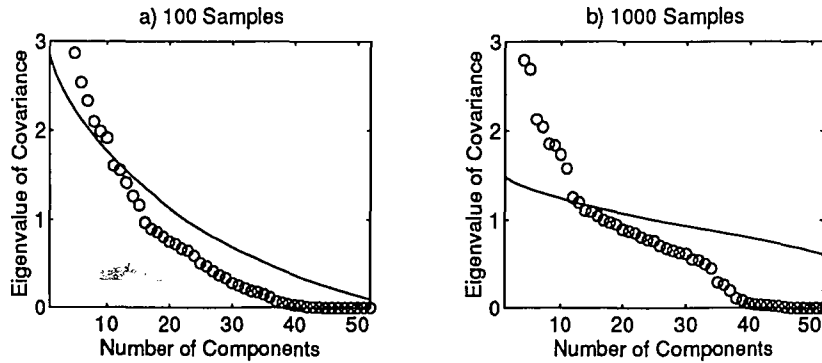 a) 100 Samples
3
2
1
0
Eigenvalue of Covariance
10 20 30 40 50
Number of Components
b) 1000 Samples
3
2
1
0
Eigenvalue of Covariance
10 20 30 40 50
Number of Components